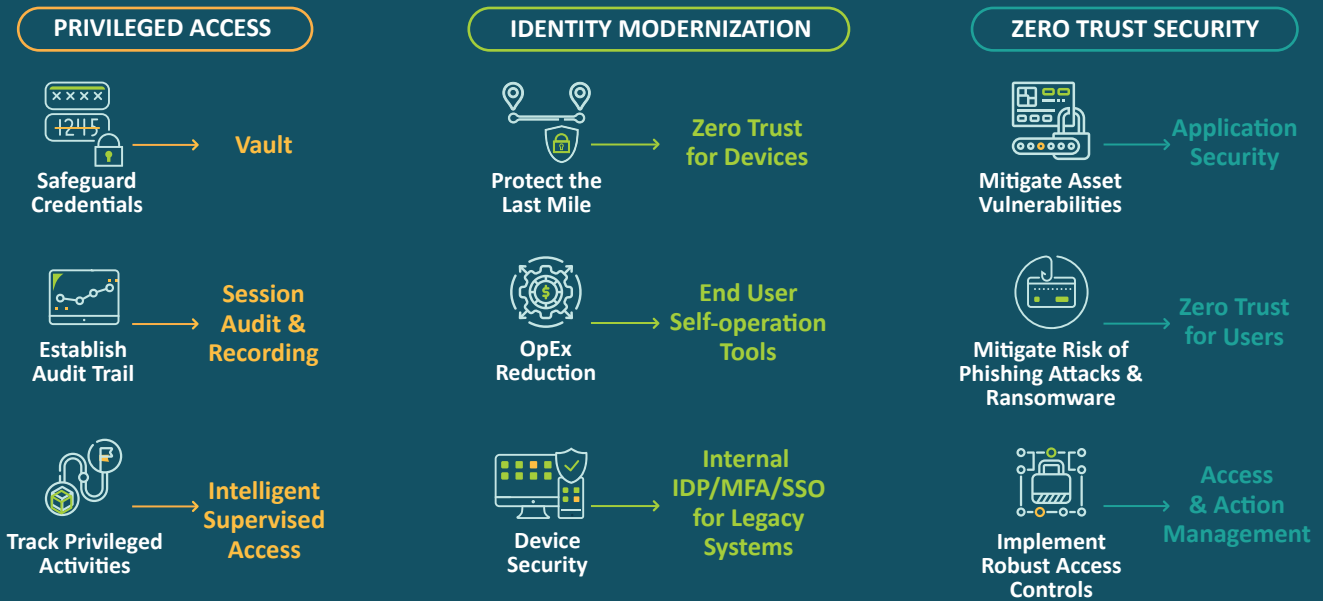 PRIVILEGED ACCESS
××××
1245
Safeguard
Credentials
Vault
Establish
Audit Trail
Session
Audit &
Recording
Track Privileged
Activities
Intelligent
Supervised
Access
IDENTITY MODERNIZATION
Protect the
Last Mile
Zero Trust
for Devices
$
OpEx
Reduction
End User
Self-operation
Tools
Device
Security
Internal
IDP/MFA/SSO
for Legacy
Systems
ZERO TRUST SECURITY
Mitigate Asset
Vulnerabilities
Application
Security
Mitigate Risk of
Phishing Attacks &
Ransomware
Zero Trust
for Users
Implement
Robust Access
Controls
Access
& Action
Management